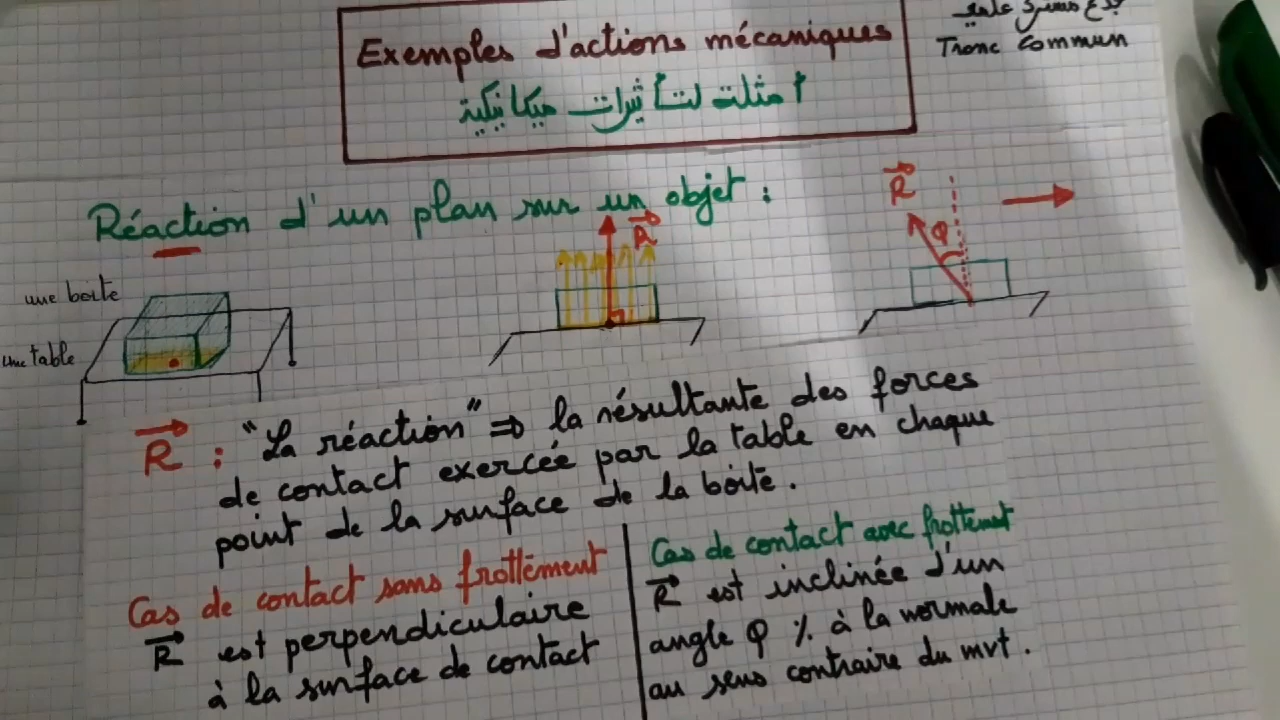 جدع مشترك علمي
Tronc Commun
Exemples d'actions mécaniques
أمثلة لتأثيرات ميكانيكية
Réaction d'un plan sur un objet :
une boite
une table
R
R
φ
R : "La réaction" ⇒ la résultante des forces
de contact exercée par la table en chaque
point de la surface de la boite.
Cas de contact sans frottement
R est perpendiculaire
à la surface de contact
Cas de contact avec frottement
R est inclinée d'un
angle φ % à la normale
au sens contraire du mvt.